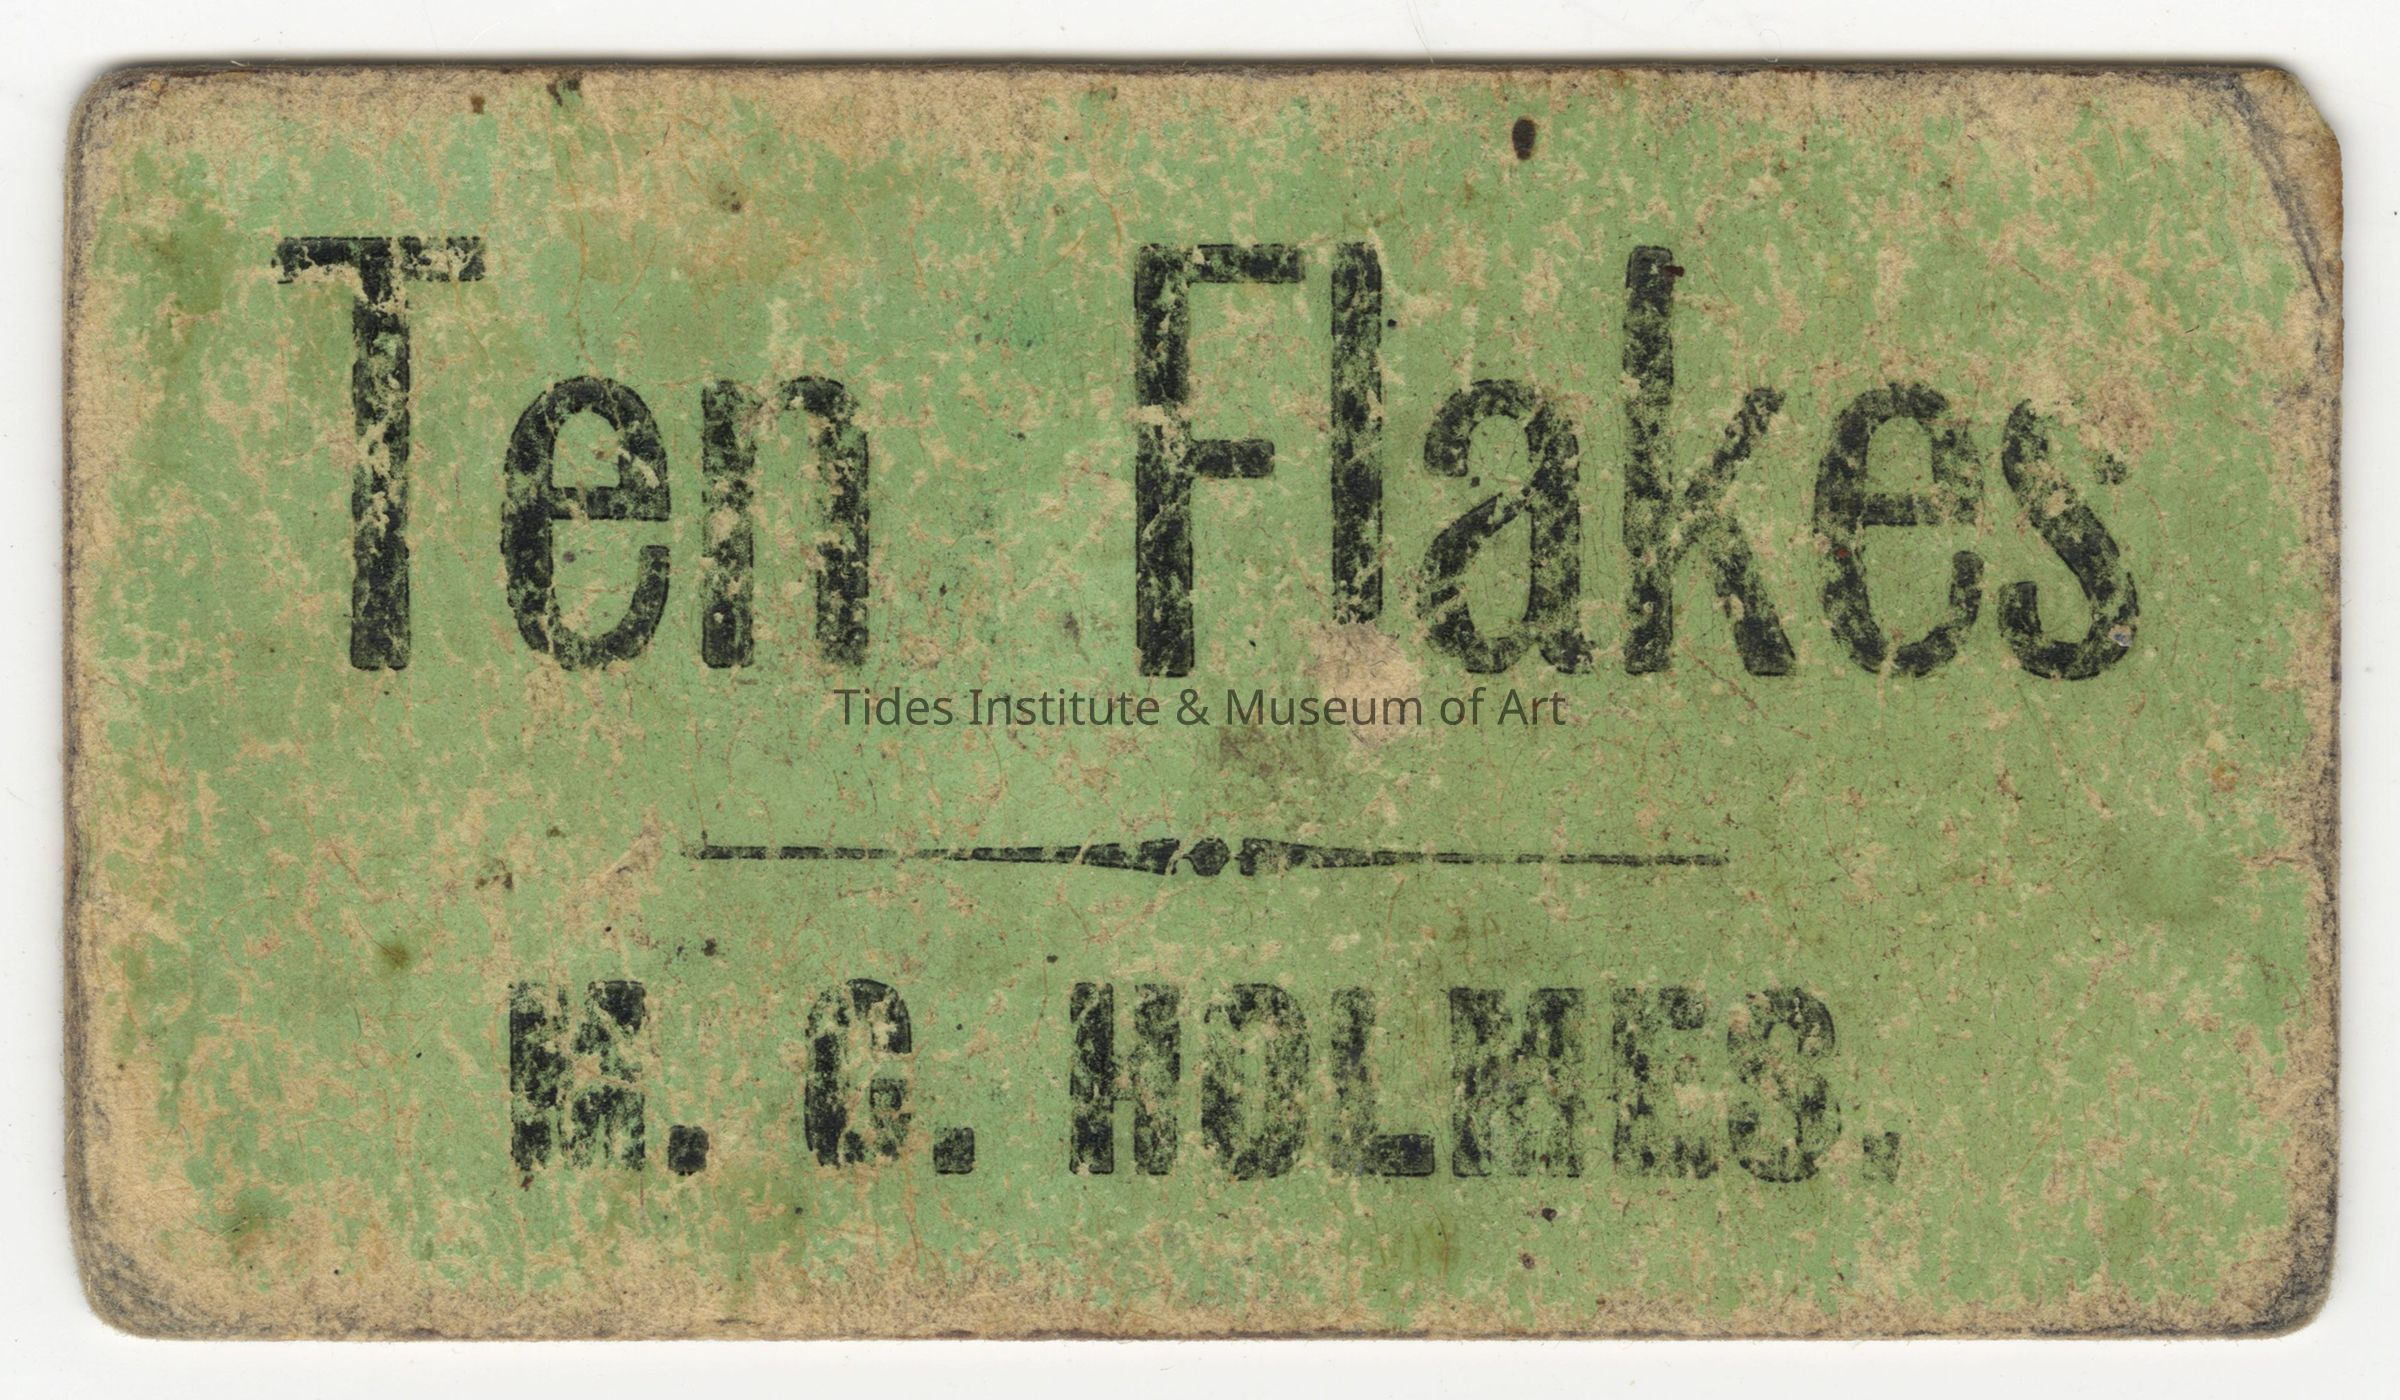 Ten Flakes
Tides Institute & Museum of Art
M. C. HOLMES.